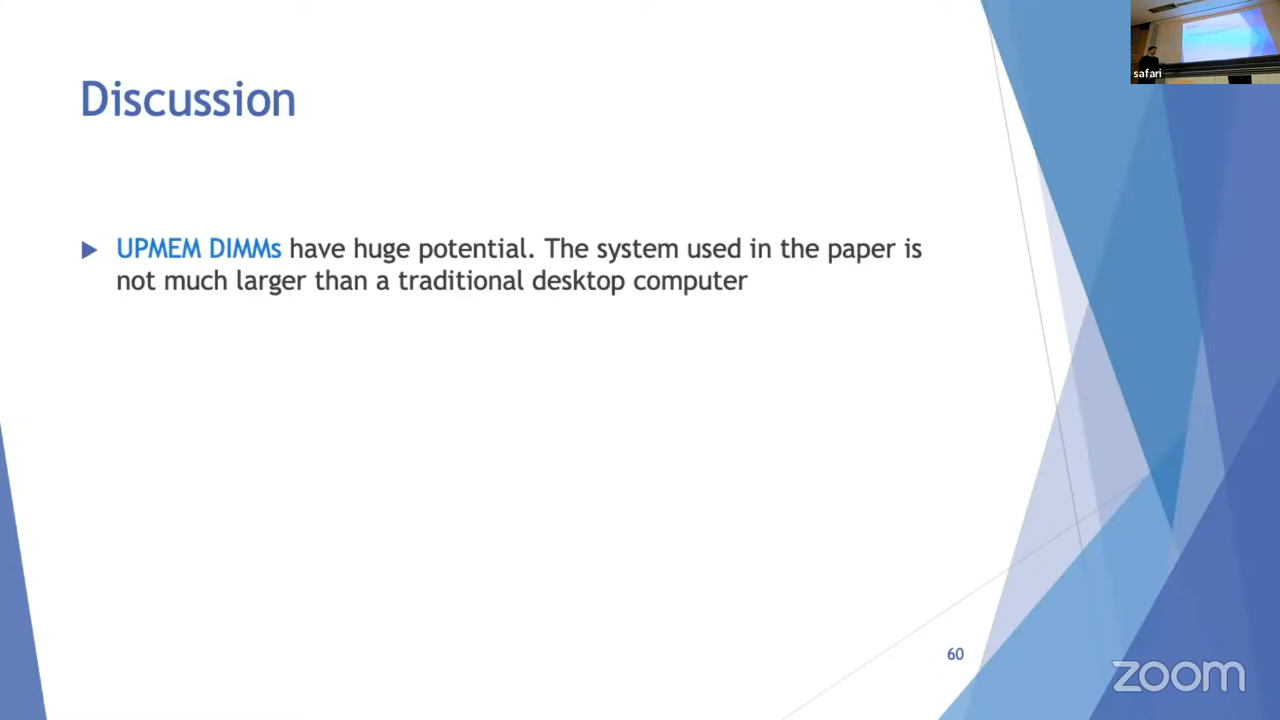 safari
Discussion
UPMEM DIMMs have huge potential. The system used in the paper is
not much larger than a traditional desktop computer
60
zoom